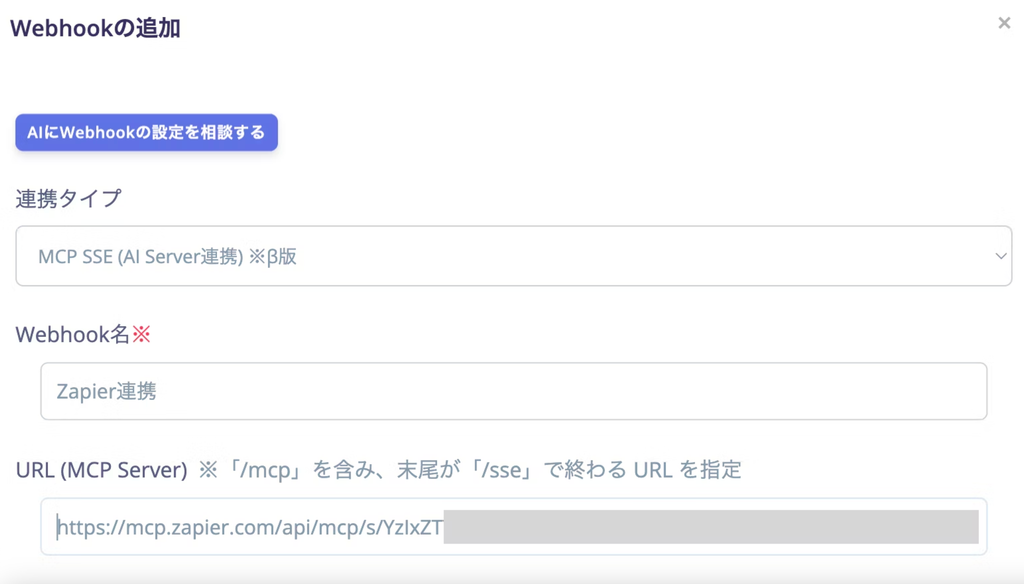 Webhookの追加
×
AIにWebhookの設定を相談する
連携タイプ
MCP SSE (AI Server連携) ※β版
Webhook名※
Zapier連携
URL (MCP Server) ※「/mcp」を含み、末尾が「/sse」で終わる URL を指定
https://mcp.zapier.com/api/mcp/s/YzIxZT